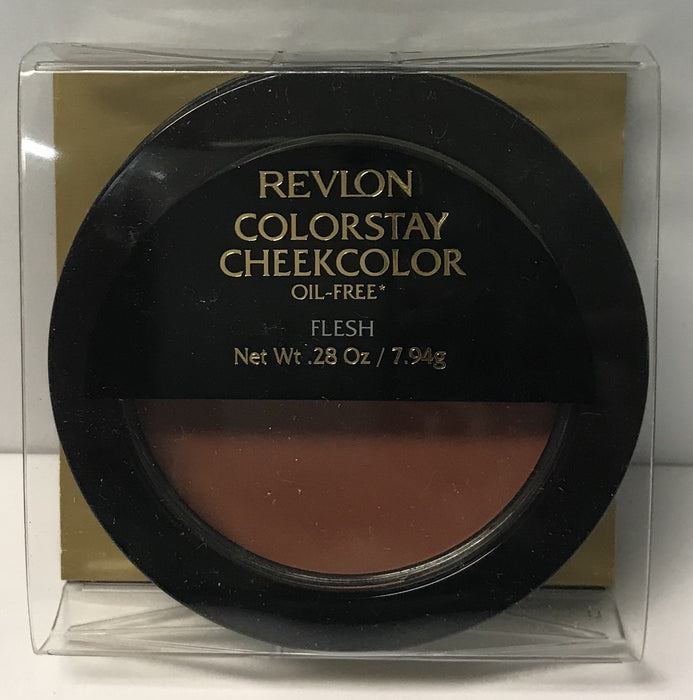 REVLON
COLORSTAY
CHEEKCOLOR
OIL-FREE*
FLESH
Net Wt .28 Oz / 7.94g